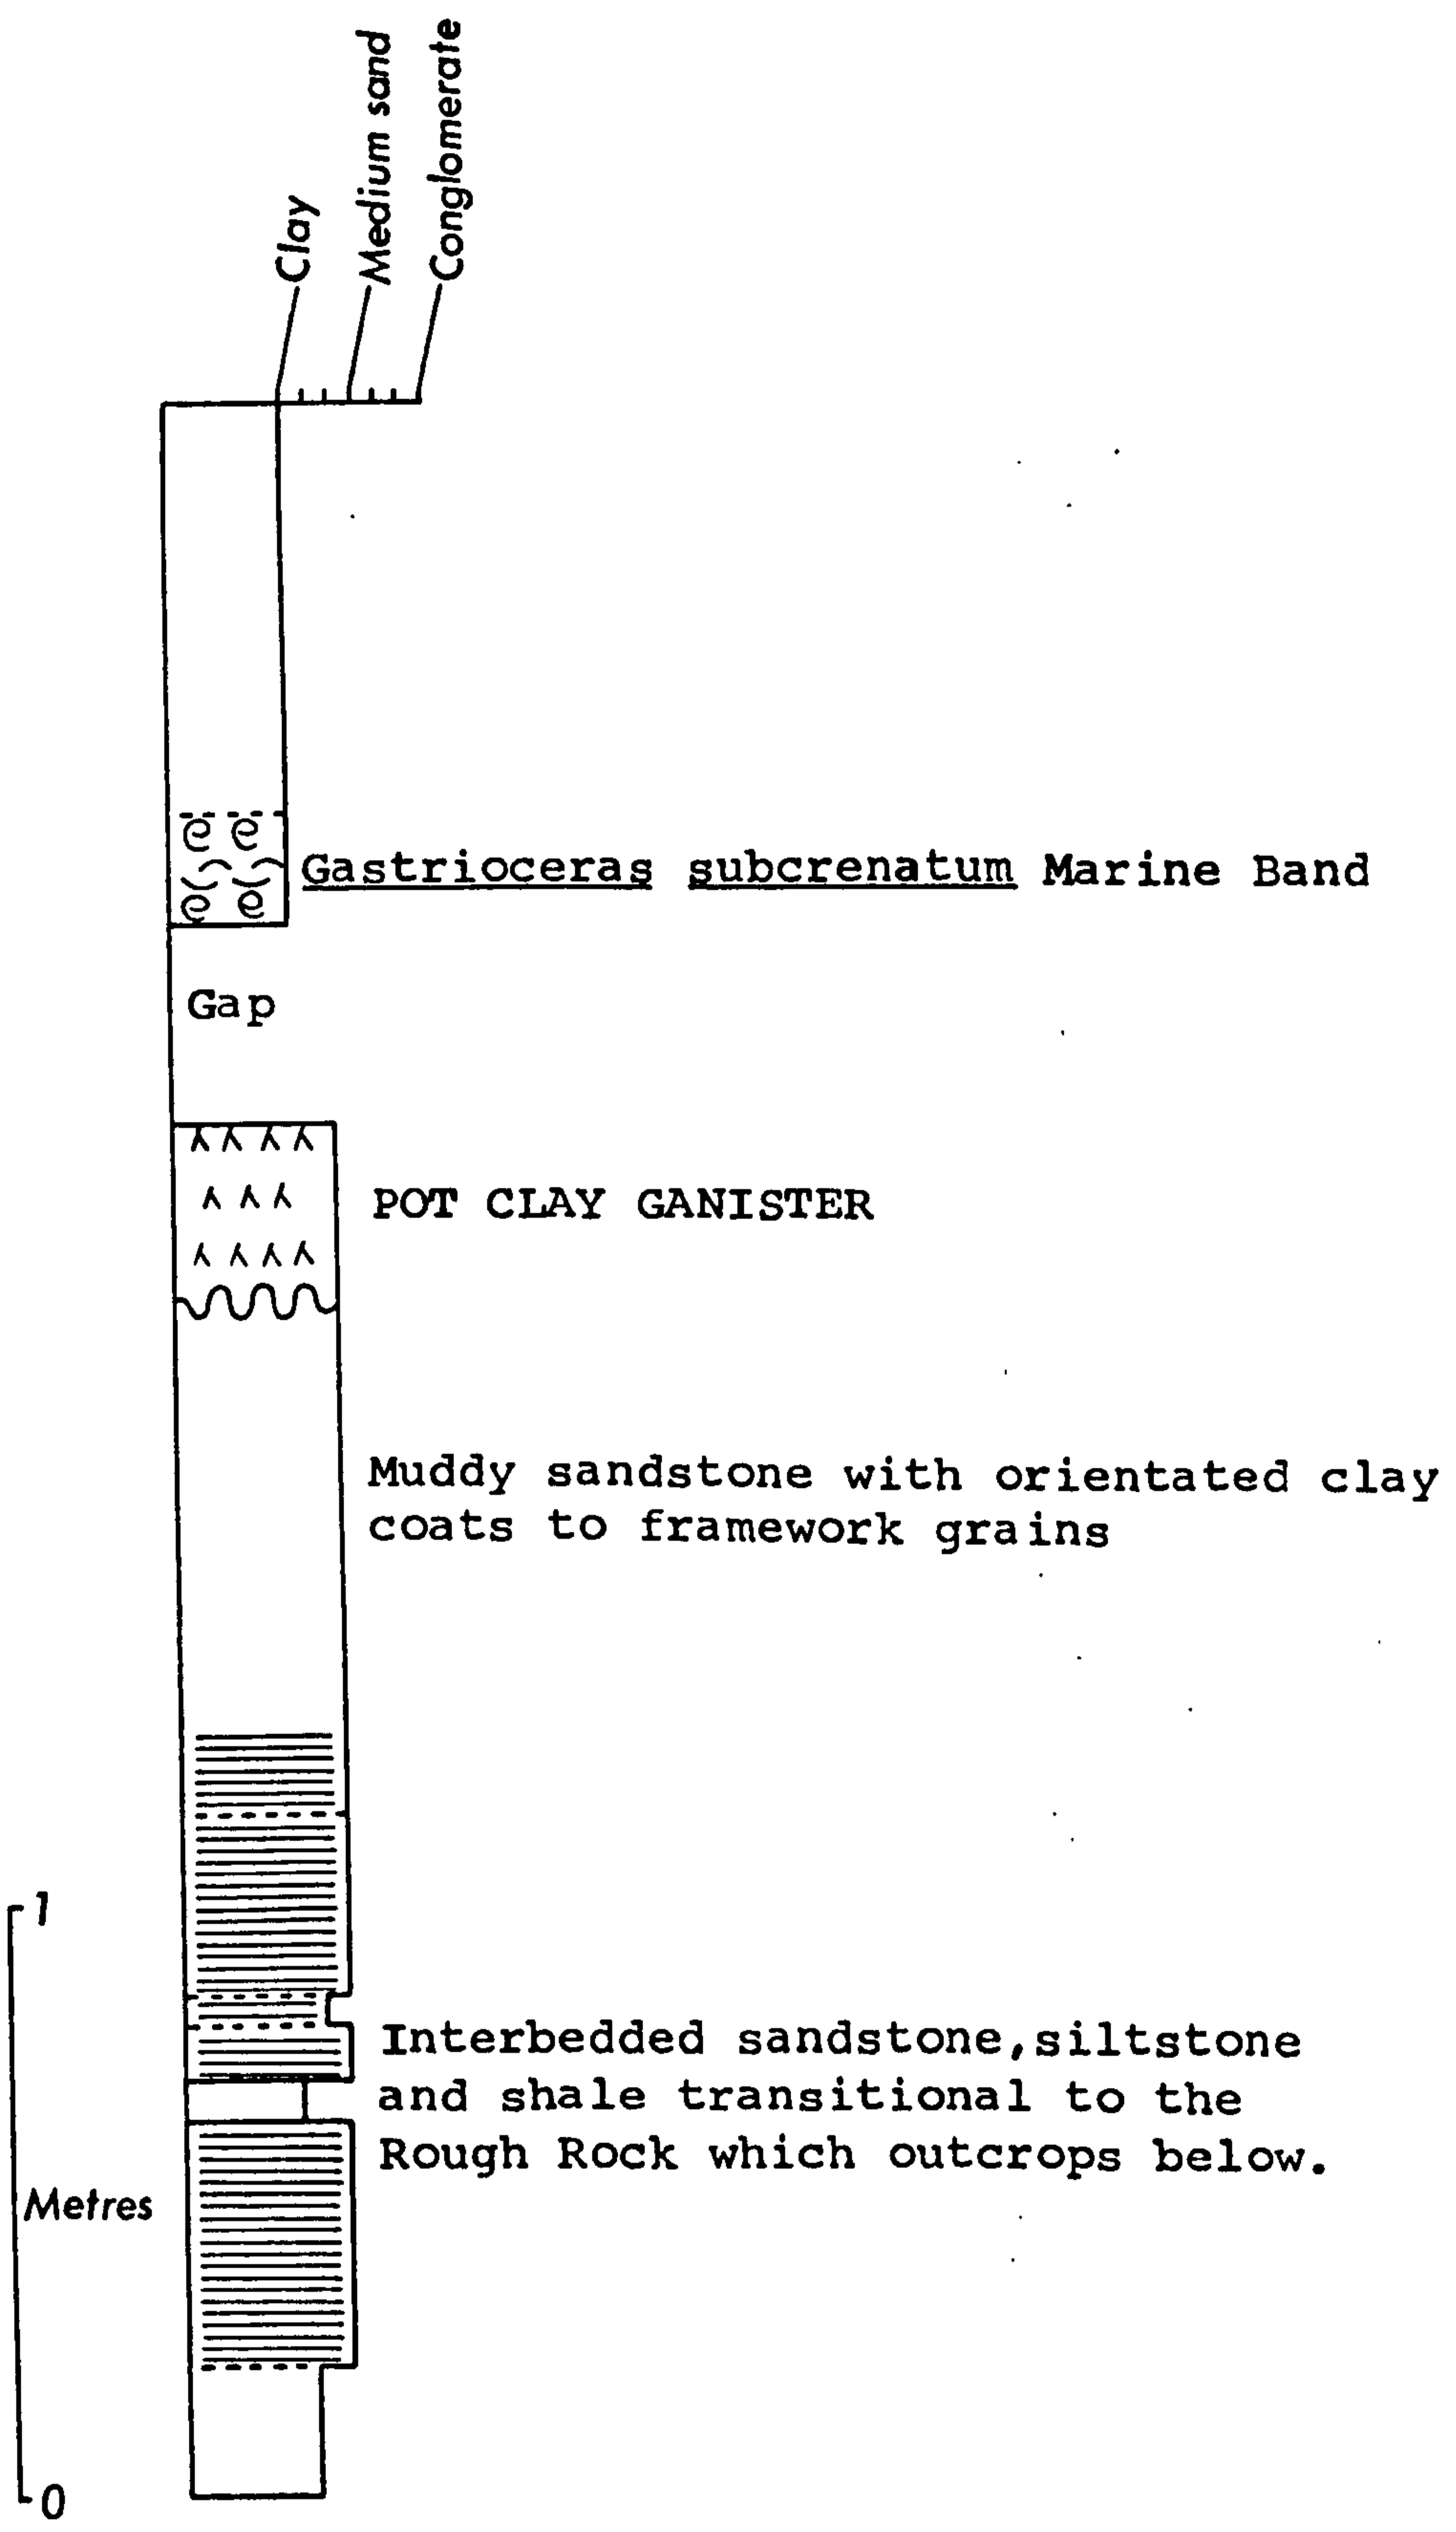 Clay
Medium sand
Conglomerate
Gastrioceras subcrenatum Marine Band
Gap
POT CLAY GANISTER
Muddy sandstone with orientated clay
coats to framework grains
1
Interbedded sandstone,siltstone
and shale transitional to the
Rough Rock which outcrops below.
Metres
0